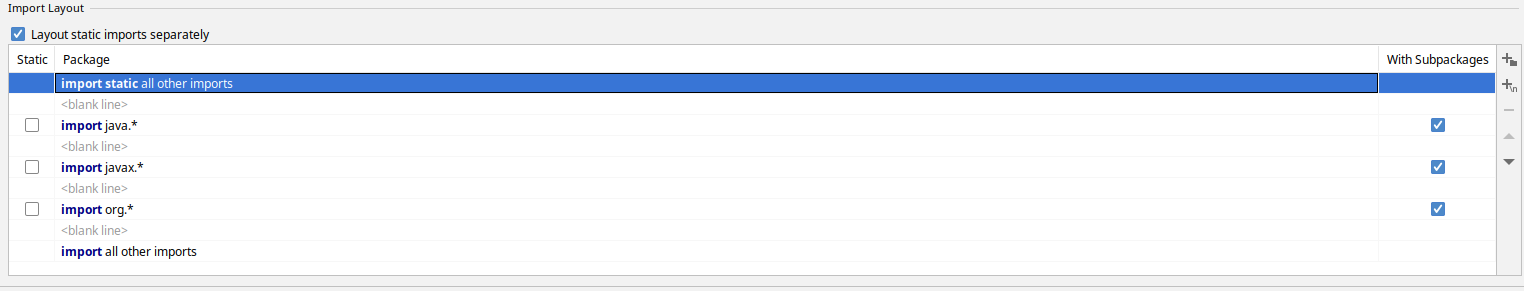 Import Layout
Layout static imports separately
Static Package With Subpackages
import static all other imports
<blank line>
import java.*
<blank line>
import javax.*
<blank line>
import org.*
<blank line>
import all other imports